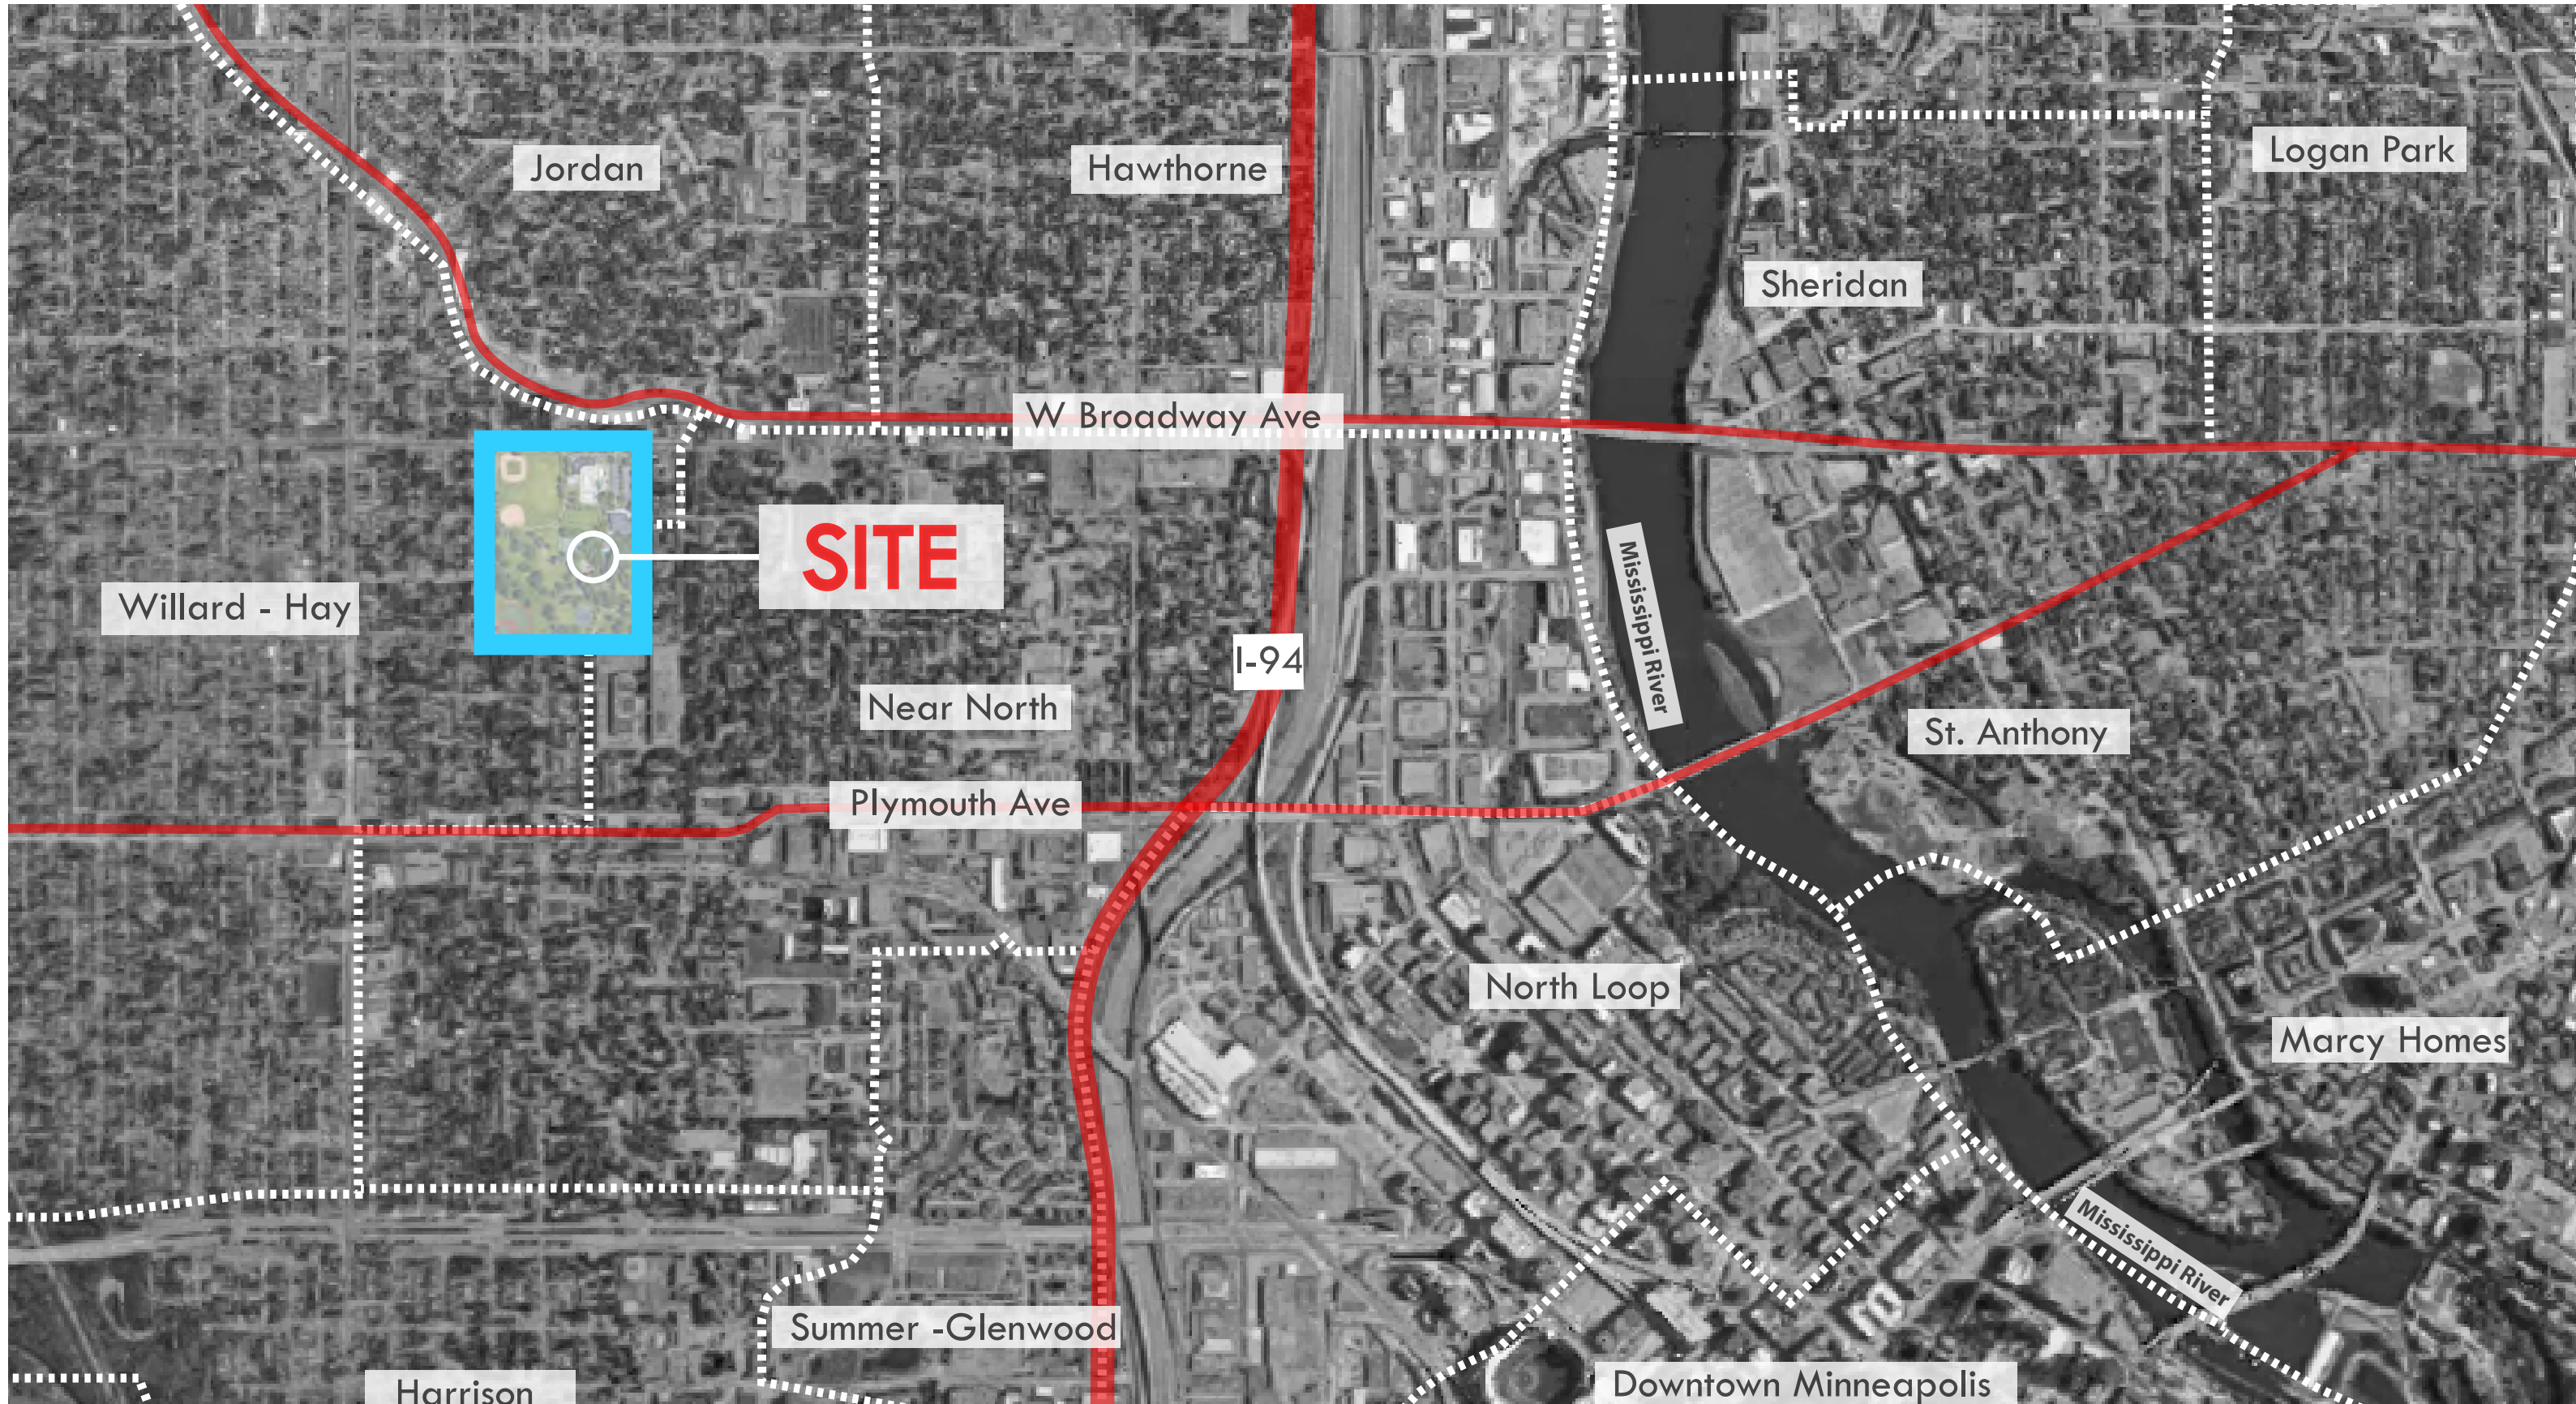 Logan Park
Jordan
Hawthorne
Sheridan
W Broadway Ave
SITE
Willard - Hay
Mississippi River
I-94
Near North
St. Anthony
Plymouth Ave
North Loop
Marcy Homes
Mississippi River
Summer -Glenwood
Downtown Minneapolis
Harrison